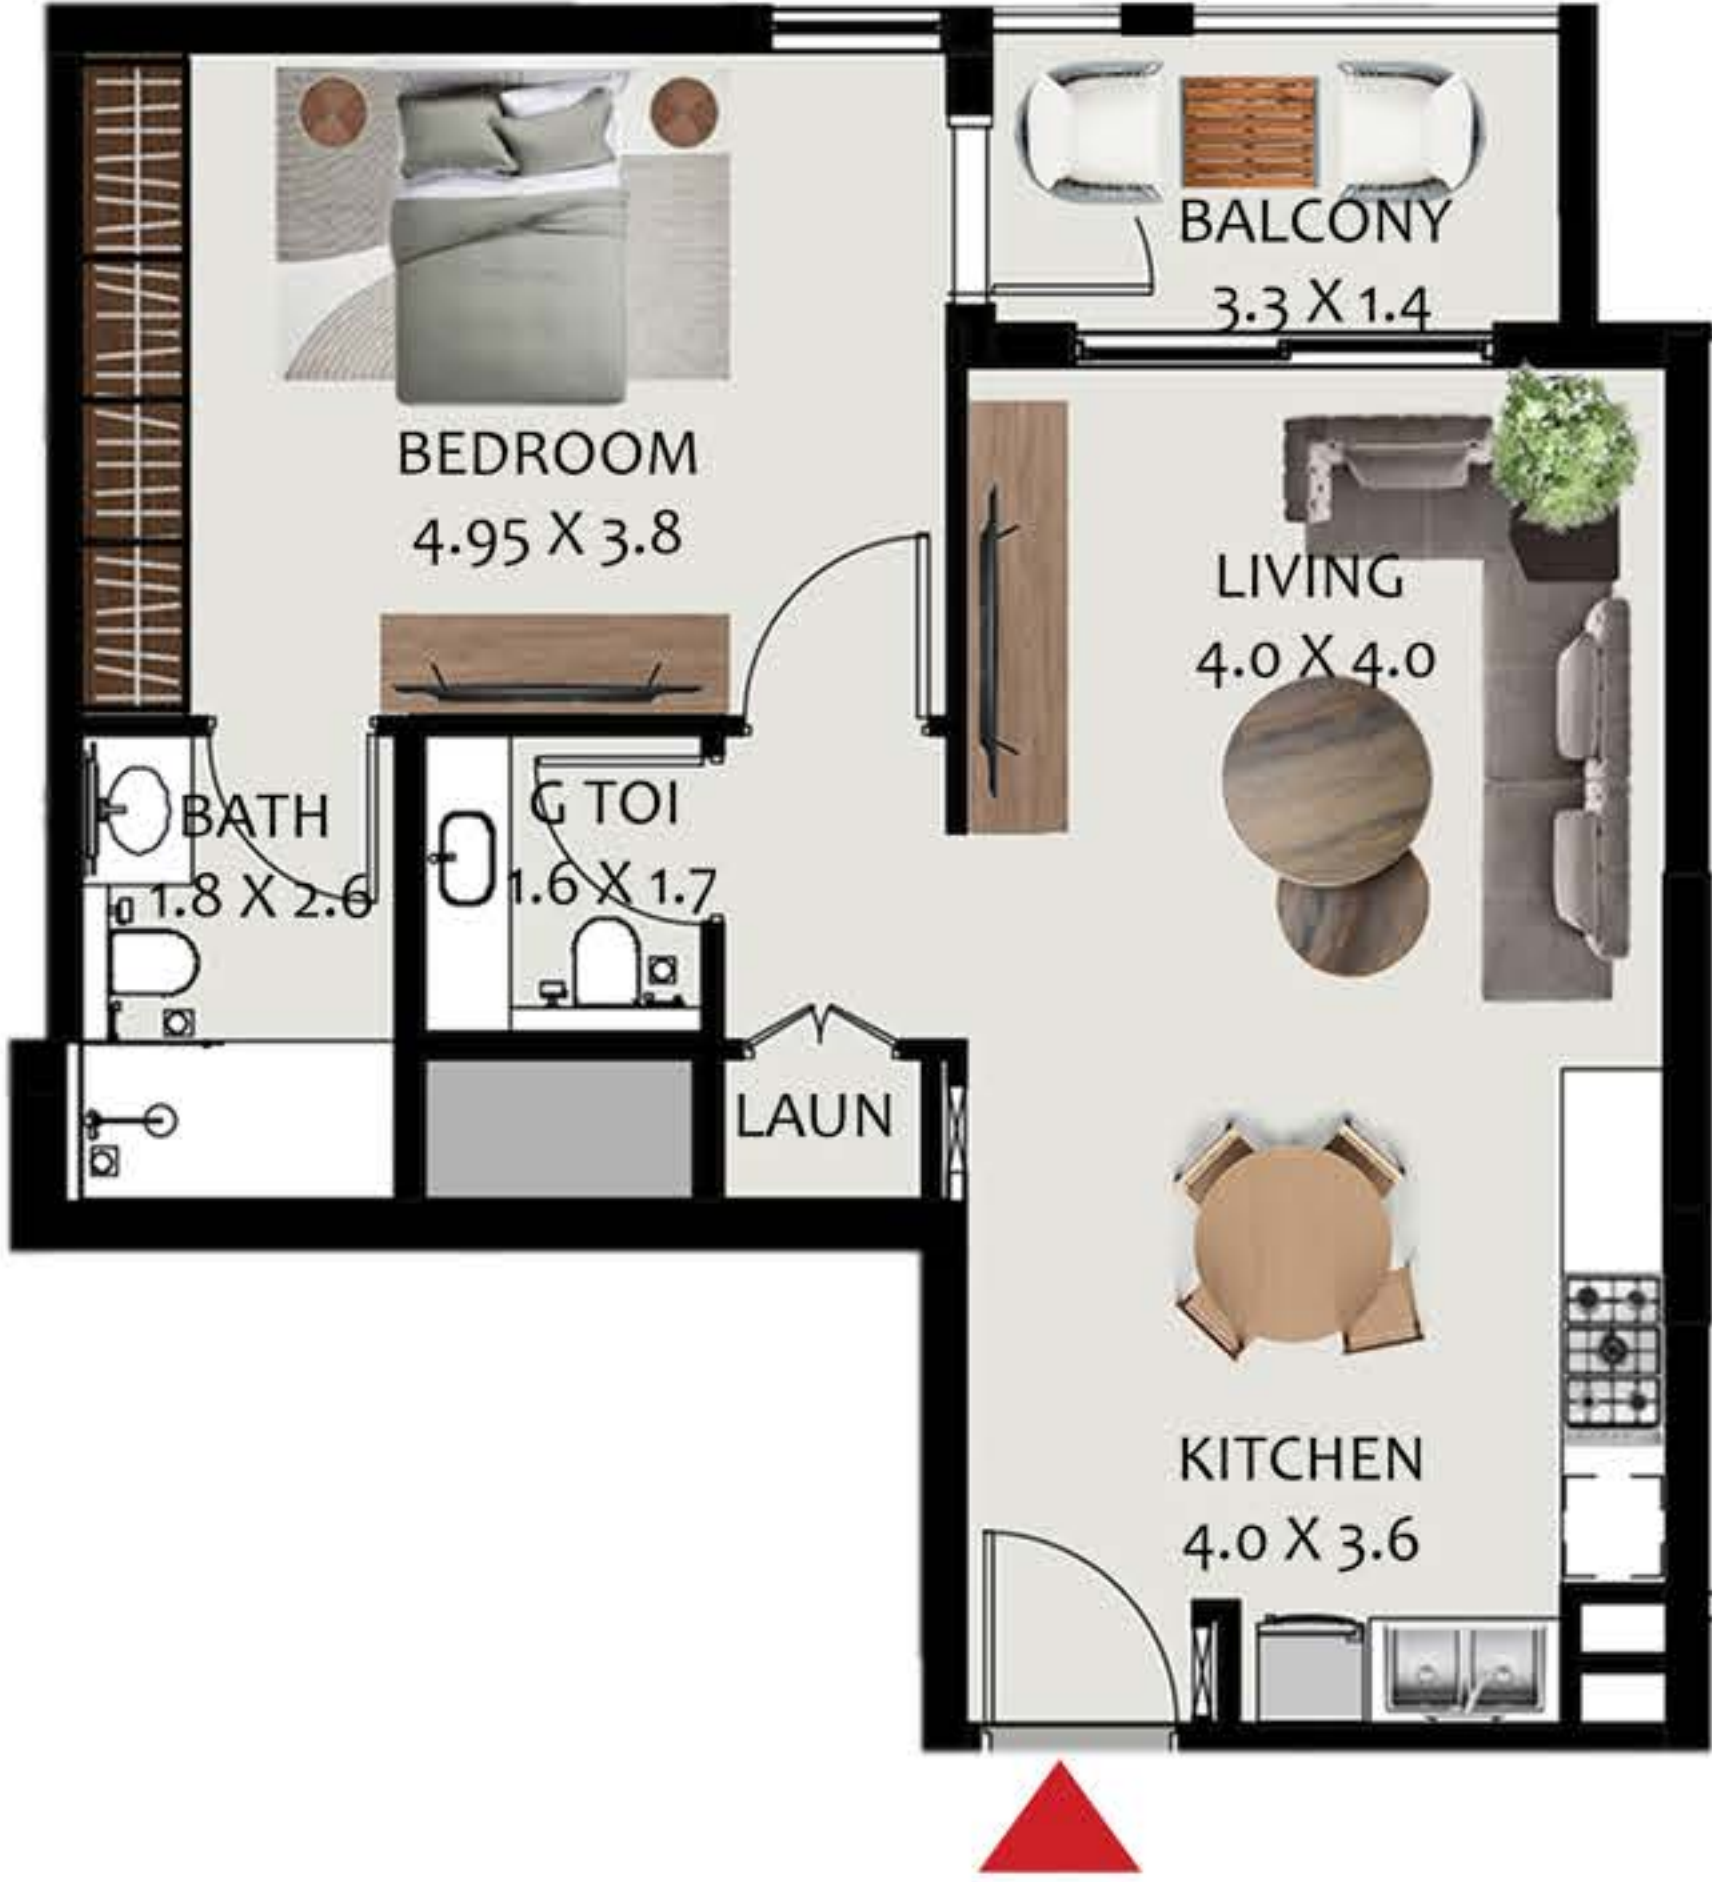 BALCONY
3.3 X 1.4
BEDROOM
4.95 X 3.8
LIVING
4.0 X 4.0
BATH
1.8 X 2.6
G TOI
1.6 X 1.7
LAUN
KITCHEN
4.0 X 3.6